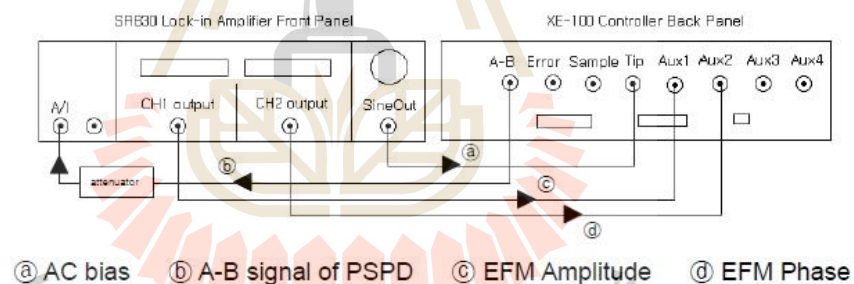 SR830 Lock-in Amplifier Front Panel
XE-100 Controller Back Panel
A-B Error Sample Tip Aux1 Aux2 Aux3 Aux4
A/I CH1 output CH2 output SineOut
ⓐ
ⓑ
attenuator
ⓒ
ⓓ
ⓐ AC bias ⓑ A-B signal of PSPD ⓒ EFM Amplitude ⓓ EFM Phase